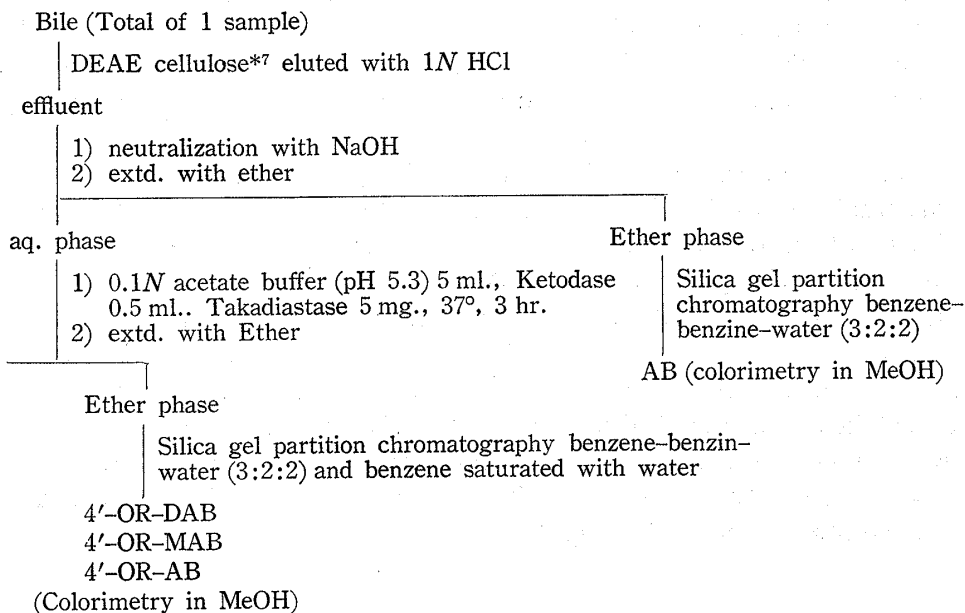 Bile (Total of 1 sample)
DEAE cellulose*7 eluted with 1N HCl
effluent
1) neutralization with NaOH
2) extd. with ether
aq. phase
1) 0.1N acetate buffer (pH 5.3) 5 ml., Ketodase
0.5 ml.. Takadiastase 5 mg., 37°, 3 hr.
2) extd. with Ether
Ether phase
Silica gel partition
chromatography benzene–
benzine–water (3:2:2)
AB (colorimetry in MeOH)
Ether phase
Silica gel partition chromatography benzene–benzin–
water (3:2:2) and benzene saturated with water
4′–OR–DAB
4′–OR–MAB
4′–OR–AB
(Colorimetry in MeOH)